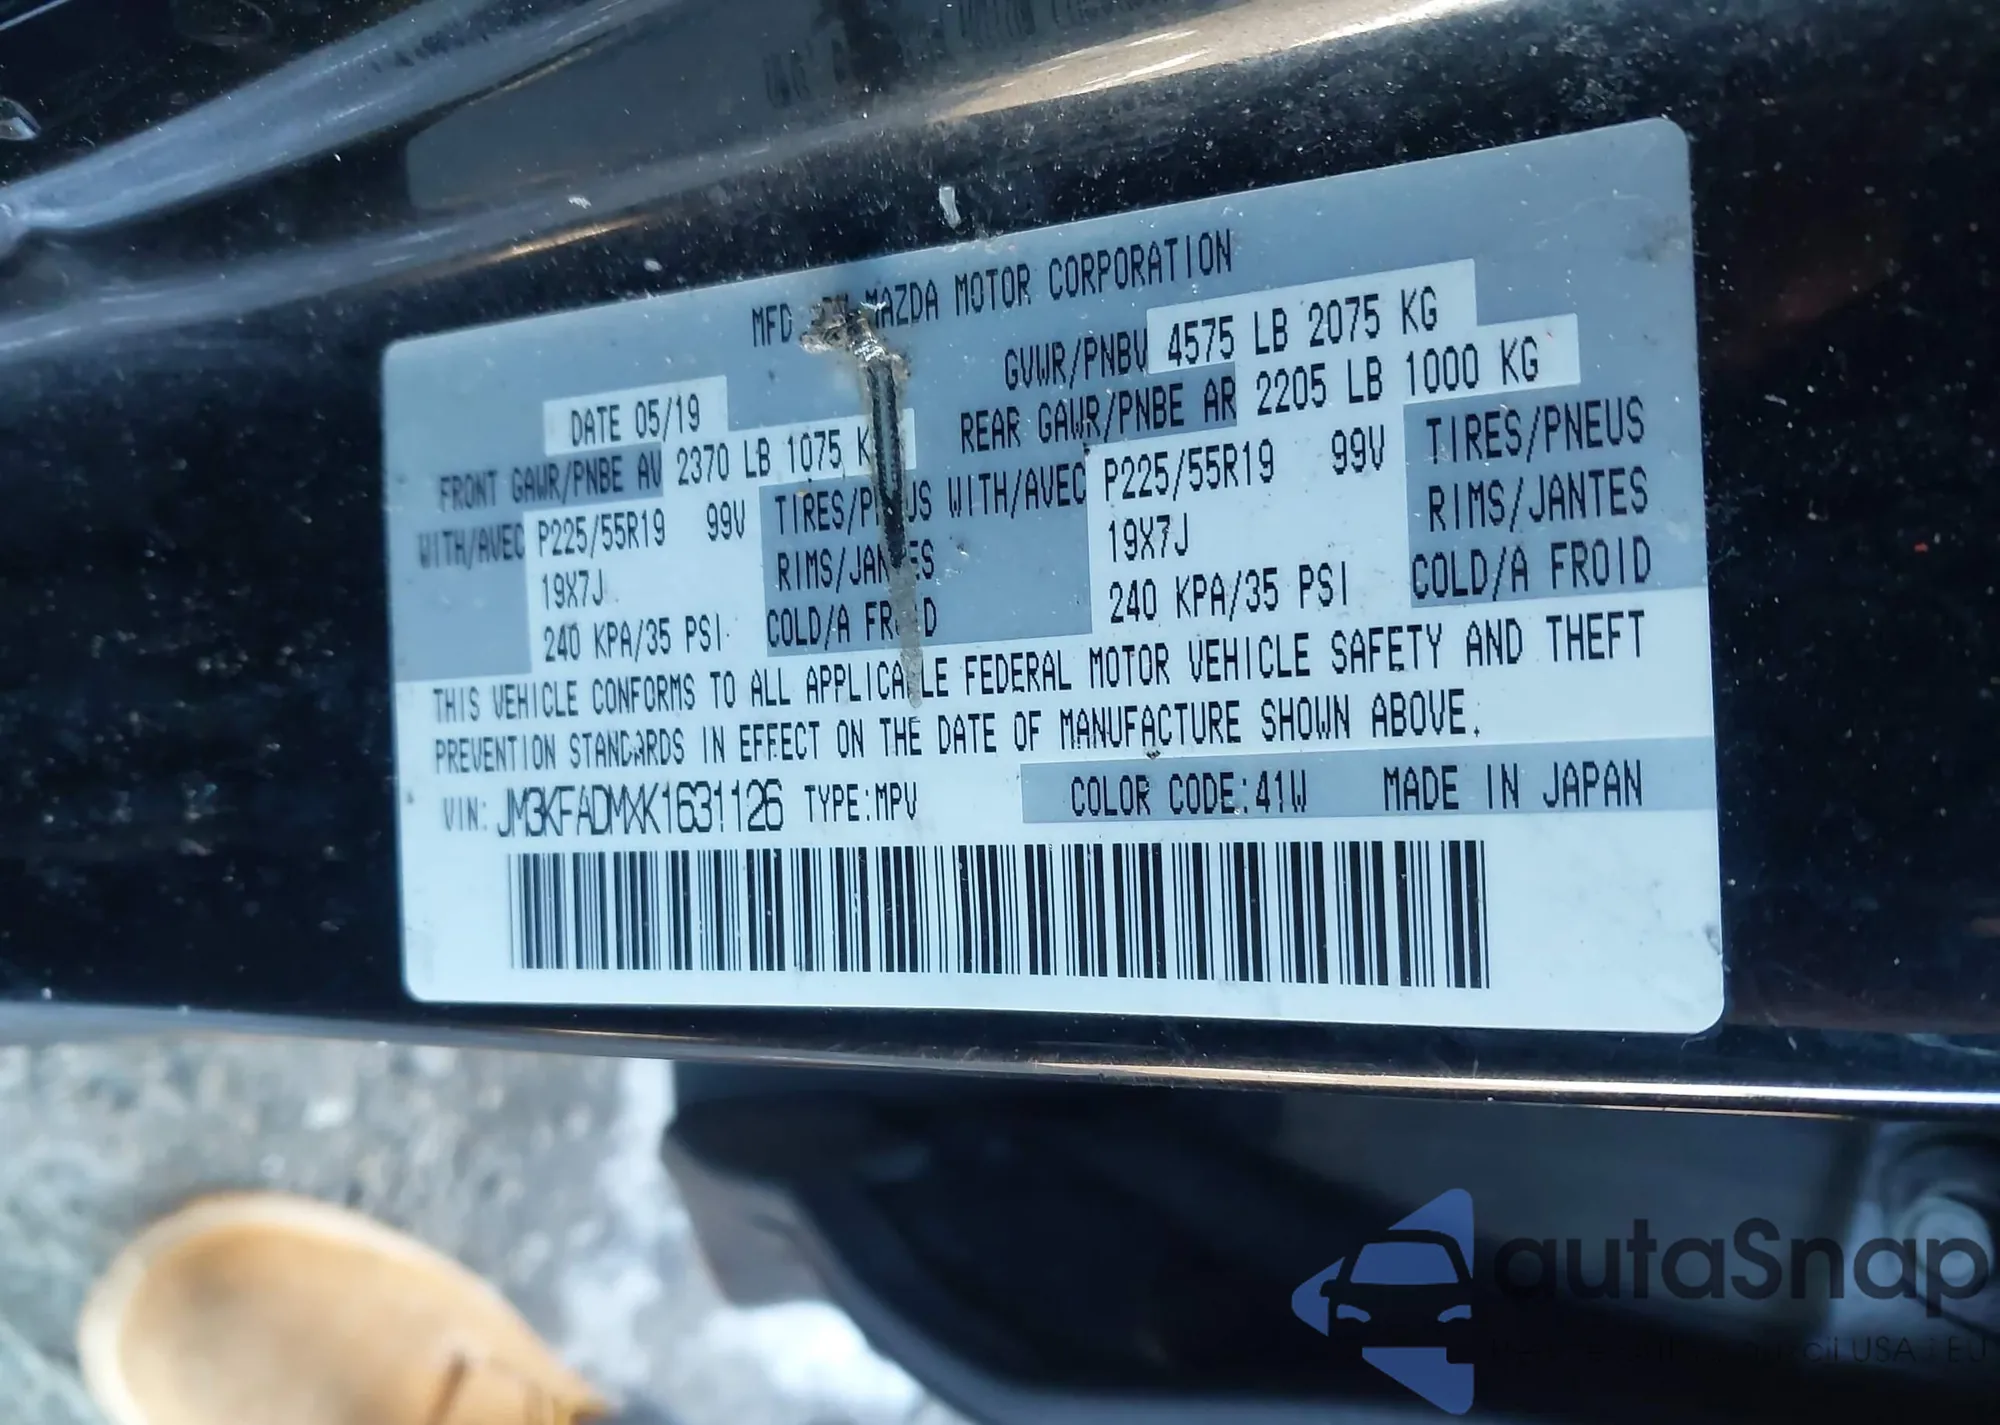 MFD MAZDA MOTOR CORPORATION
DATE 05/19
GVWR/PNBV 4575 LB 2075 KG
FRONT GAWR/PNBE AV 2370 LB 1075
REAR GAWR/PNBE AR 2205 LB 1000 KG
WITH/AVEC P225/55R19 99V TIRES/PNEUS
19X7J RIMS/JANTES
240 KPA/35 PSI COLD/A FROID
WITH/AVEC P225/55R19 99V TIRES/PNEUS
19X7J RIMS/JANTES
240 KPA/35 PSI COLD/A FROID
THIS VEHICLE CONFORMS TO ALL APPLICABLE FEDERAL MOTOR VEHICLE SAFETY AND THEFT
PREVENTION STANDARDS IN EFFECT ON THE DATE OF MANUFACTURE SHOWN ABOVE.
VIN: JM3KFADMXK1631126 TYPE:MPV COLOR CODE:41W MADE IN JAPAN
autaSnap
USA i EU